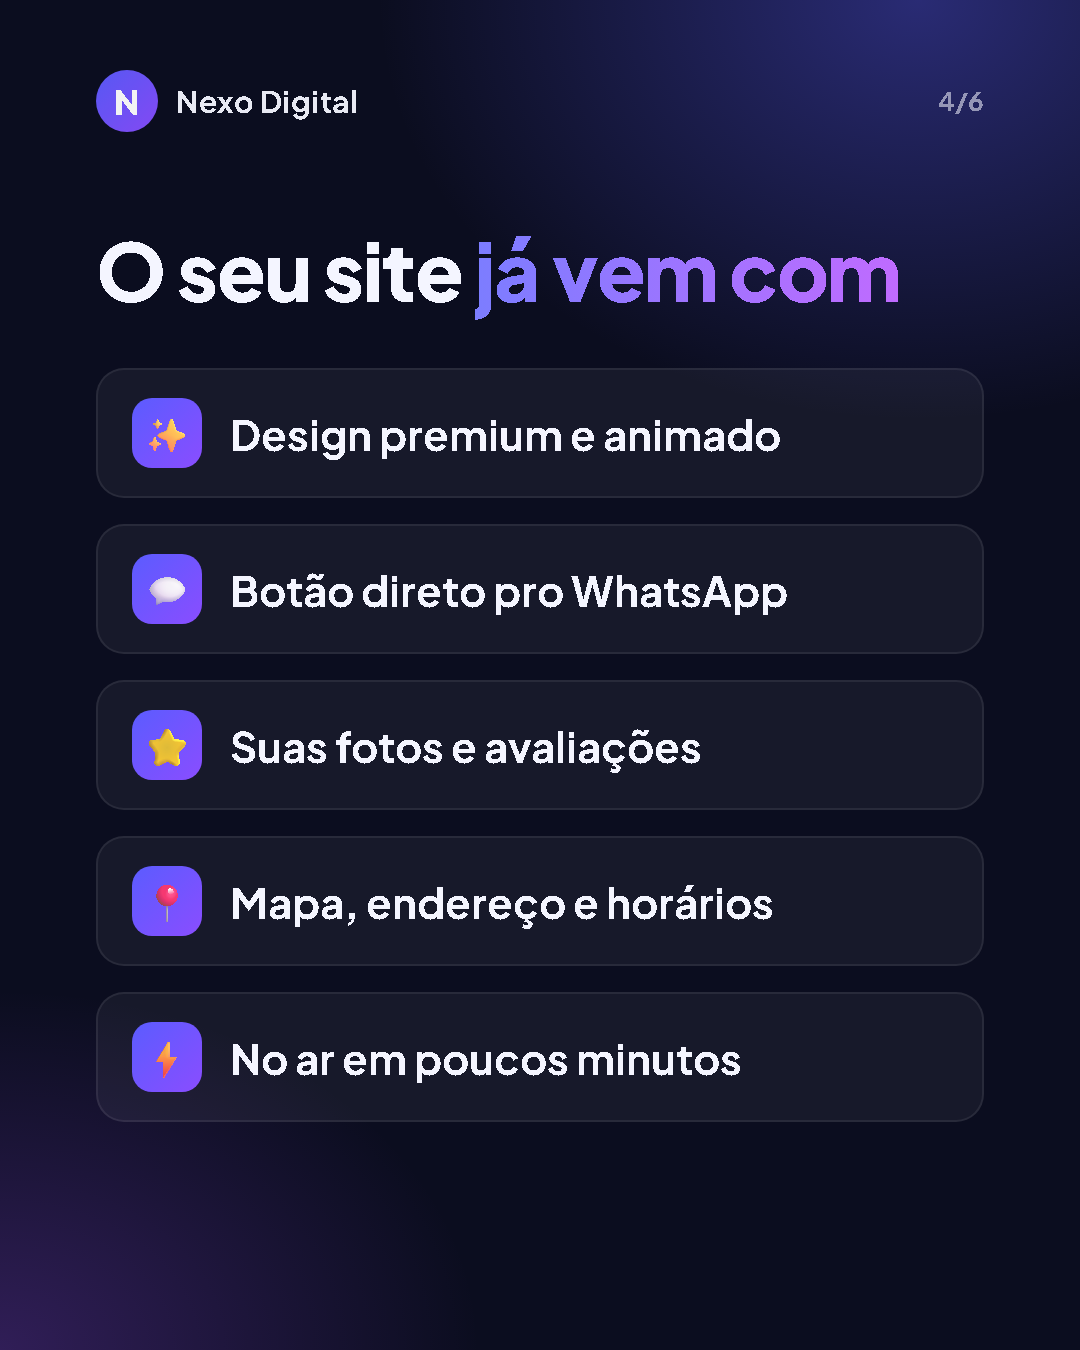 N Nexo Digital
4/6
O seu site já vem com
Design premium e animado
Botão direto pro WhatsApp
Suas fotos e avaliações
Mapa, endereço e horários
No ar em poucos minutos